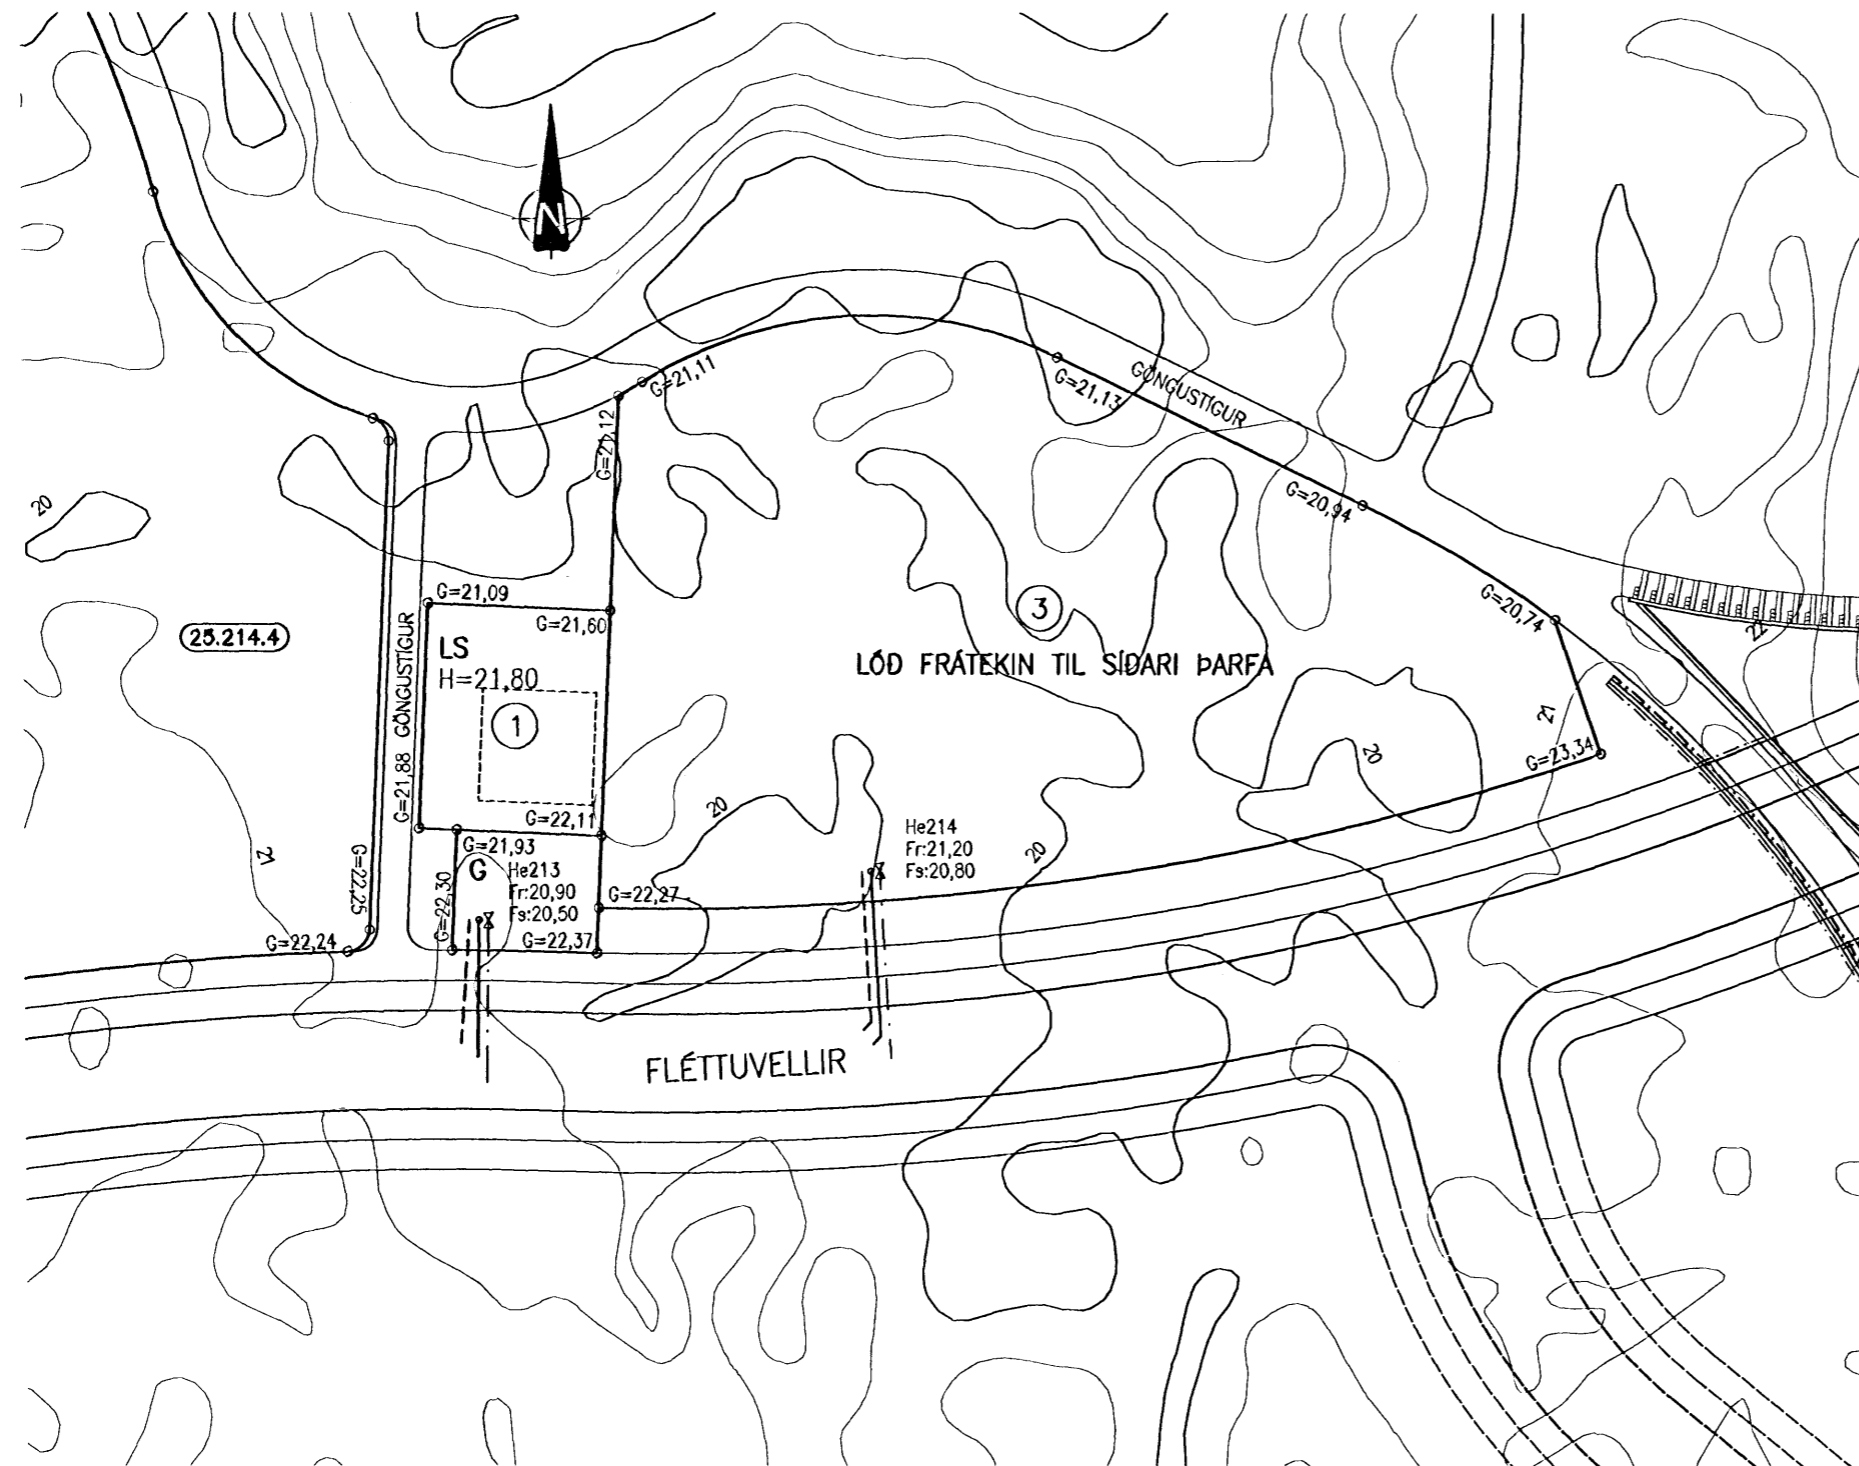 N
G=21,11
G=21,12
G=21,13
GÖNGUSTÍGUR
G=20,94
20
G=21,09
G=21,60
G=20,74
3
22
25.214.4
GÖNGUSTÍGUR
LS
H=21,80
LÓÐ FRÁTEKIN TIL SÍÐARI ÞARFA
1
21
G=23,34
20
G=21,88
20
G=22,11
G=21,93
He214
Fr:21,20
Fs:20,80
20
21
G
He213
Fr:20,90
Fs:20,50
G=22,25
G=22,30
G=22,27
G=22,24
G=22,37
FLÉTTUVELLIR